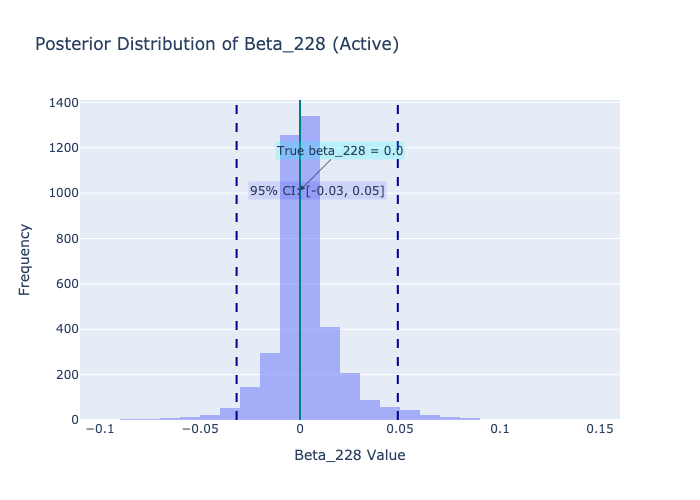 Posterior Distribution of Beta_228 (Active)
1400
1200
1000
800
600
400
200
0
Frequency
True beta_228 = 0.0
95% CI: [-0.03, 0.05]
−0.1
−0.05
0
0.05
0.1
0.15
Beta_228 Value